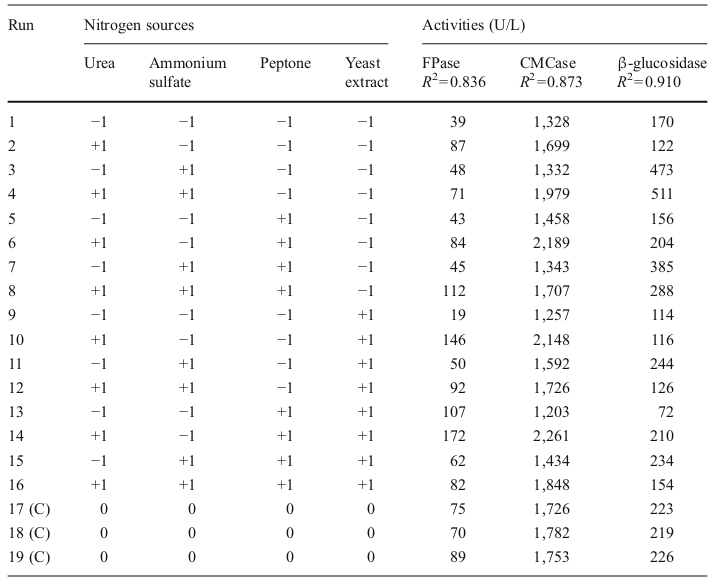 Run Nitrogen sources Activities (U/L)
Urea Ammonium sulfate Peptone Yeast extract FPase R²=0.836 CMCase R²=0.873 β-glucosidase R²=0.910
1 −1 −1 −1 −1 39 1,328 170
2 +1 −1 −1 −1 87 1,699 122
3 −1 +1 −1 −1 48 1,332 473
4 +1 +1 −1 −1 71 1,979 511
5 −1 −1 +1 −1 43 1,458 156
6 +1 −1 +1 −1 84 2,189 204
7 −1 +1 +1 −1 45 1,343 385
8 +1 +1 +1 −1 112 1,707 288
9 −1 −1 −1 +1 19 1,257 114
10 +1 −1 −1 +1 146 2,148 116
11 −1 +1 −1 +1 50 1,592 244
12 +1 +1 −1 +1 92 1,726 126
13 −1 −1 +1 +1 107 1,203 72
14 +1 −1 +1 +1 172 2,261 210
15 −1 +1 +1 +1 62 1,434 234
16 +1 +1 +1 +1 82 1,848 154
17 (C) 0 0 0 0 75 1,726 223
18 (C) 0 0 0 0 70 1,782 219
19 (C) 0 0 0 0 89 1,753 226